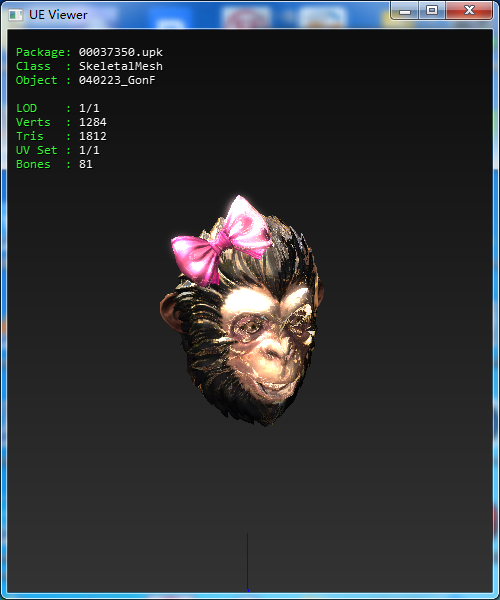 UE Viewer
Package: 00037350.upk
Class : SkeletalMesh
Object : 040223_GonF
LOD : 1/1
Verts : 1284
Tris : 1812
UV Set : 1/1
Bones : 81